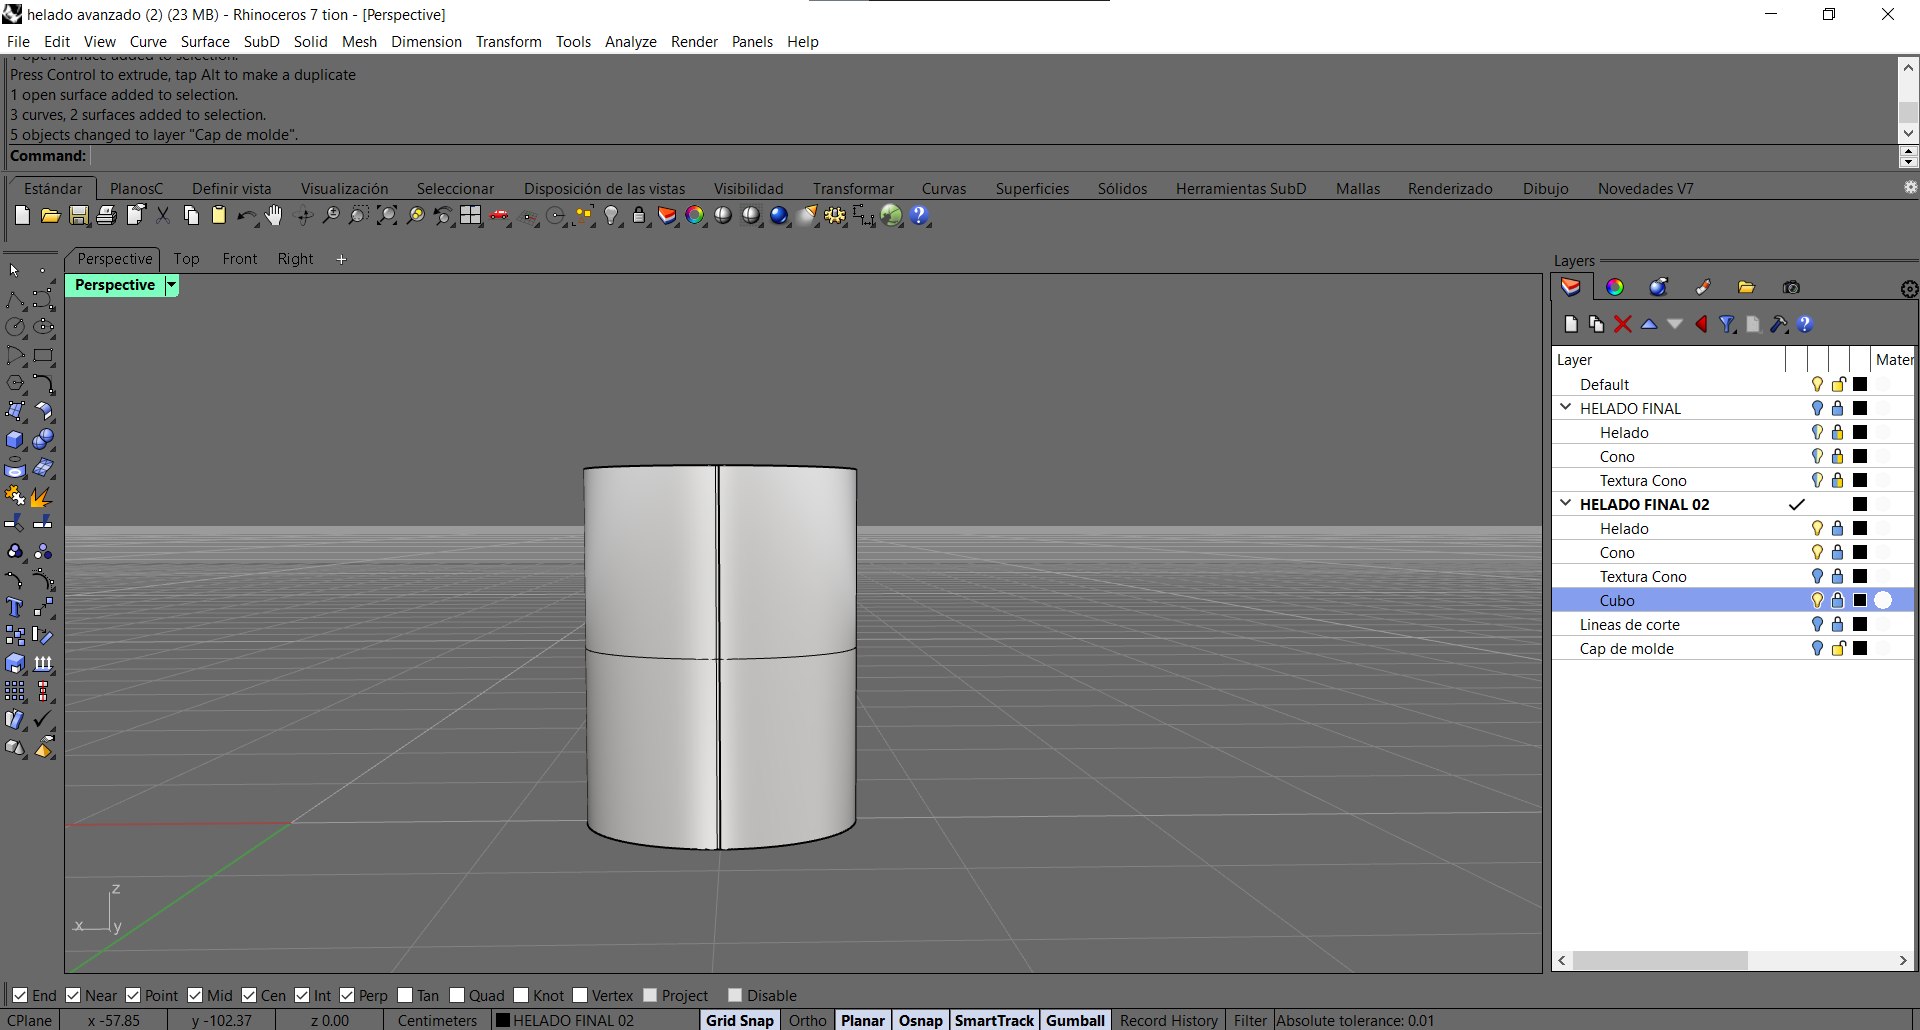 helado avanzado (2) (23 MB) - Rhinoceros 7 tion - [Perspective]
File Edit View Curve Surface SubD Solid Mesh Dimension Transform Tools Analyze Render Panels Help
1 open surface added to selection.
Press Control to extrude, tap Alt to make a duplicate
1 open surface added to selection.
3 curves, 2 surfaces added to selection.
5 objects changed to layer "Cap de molde".
Command:
Estándar PlanosC Definir vista Visualización Seleccionar Disposición de las vistas Visibilidad Transformar Curvas Superficies Sólidos Herramientas SubD Mallas Renderizado Dibujo Novedades V7
Perspective Top Front Right +
Perspective
z
x
y
Layers
Layer Mater
Default
HELADO FINAL
Helado
Cono
Textura Cono
HELADO FINAL 02
Helado
Cono
Textura Cono
Cubo
Lineas de corte
Cap de molde
End Near Point Mid Cen Int Perp Tan Quad Knot Vertex Project Disable
CPlane x -57.85 y -102.37 z 0.00 Centimeters HELADO FINAL 02 Grid Snap Ortho Planar Osnap SmartTrack Gumball Record History Filter Absolute tolerance: 0.01